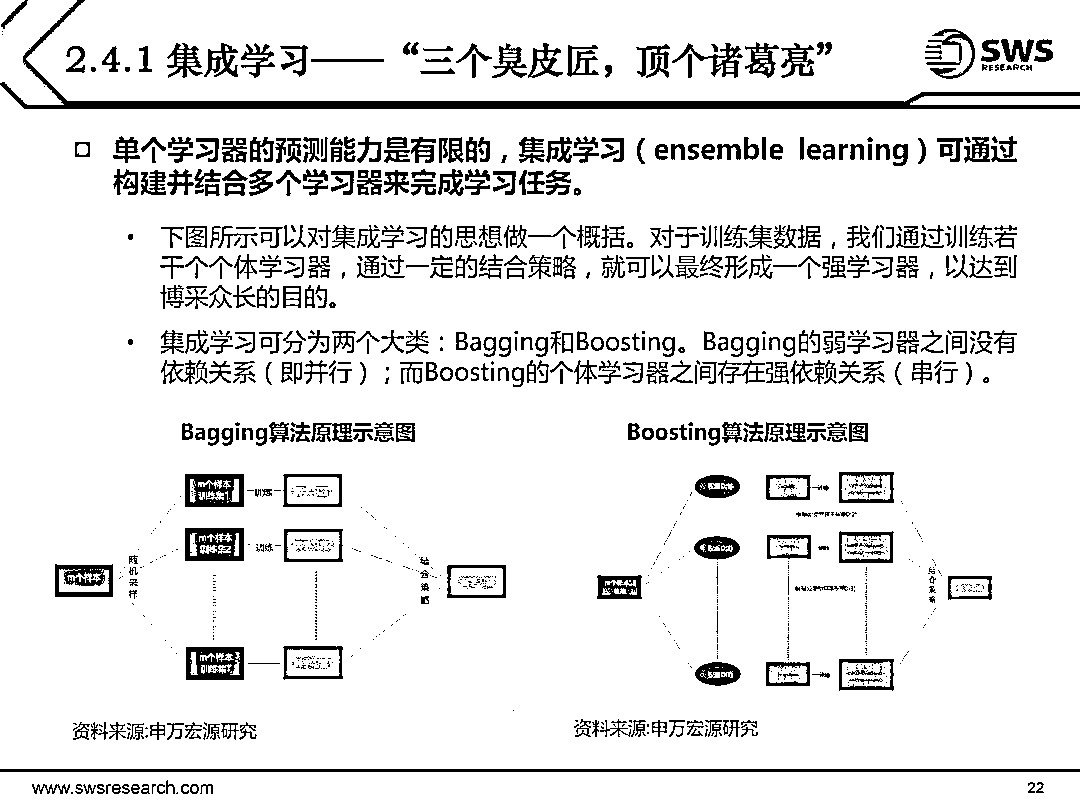 2.4.1 集成学习——“三个臭皮匠，顶个诸葛亮”
SWS
RESEARCH
单个学习器的预测能力是有限的，集成学习（ensemble learning）可通过
构建并结合多个学习器来完成学习任务。
• 下图所示可以对集成学习的思想做一个概括。对于训练集数据，我们通过训练若
干个个体学习器，通过一定的结合策略，就可以最终形成一个强学习器，以达到
博采众长的目的。
• 集成学习可分为两个大类：Bagging和Boosting。Bagging的弱学习器之间没有
依赖关系（即并行）；而Boosting的个体学习器之间存在强依赖关系（串行）。
Bagging算法原理示意图
m个样本
随机采样
m个样本
训练集1
训练
m个样本
训练集2
训练
m个样本
训练集T
结合策略
Boosting算法原理示意图
结合策略
资料来源:申万宏源研究
资料来源:申万宏源研究
www.swsresearch.com
22